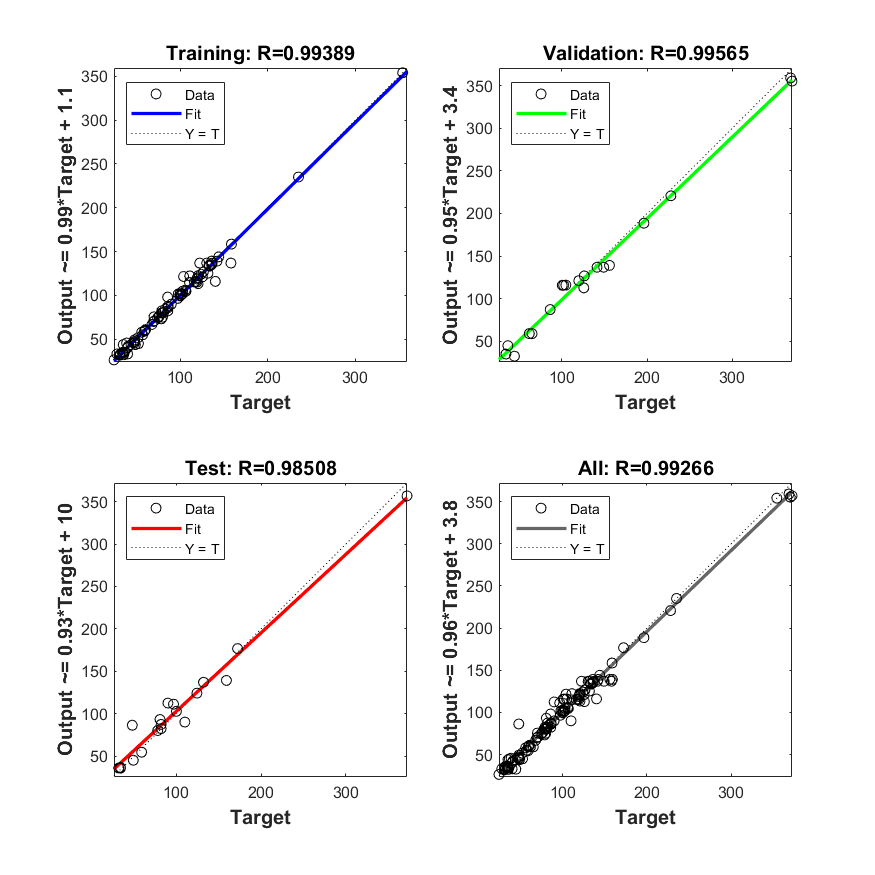 Training: R=0.99389
Output ~= 0.99*Target + 1.1
350
300
250
200
150
100
50
Data
Fit
Y = T
100
200
300
Target
Validation: R=0.99565
Output ~= 0.95*Target + 3.4
350
300
250
200
150
100
50
Data
Fit
Y = T
100
200
300
Target
Test: R=0.98508
Output ~= 0.93*Target + 10
350
300
250
200
150
100
50
Data
Fit
Y = T
100
200
300
Target
All: R=0.99266
Output ~= 0.96*Target + 3.8
350
300
250
200
150
100
50
Data
Fit
Y = T
100
200
300
Target